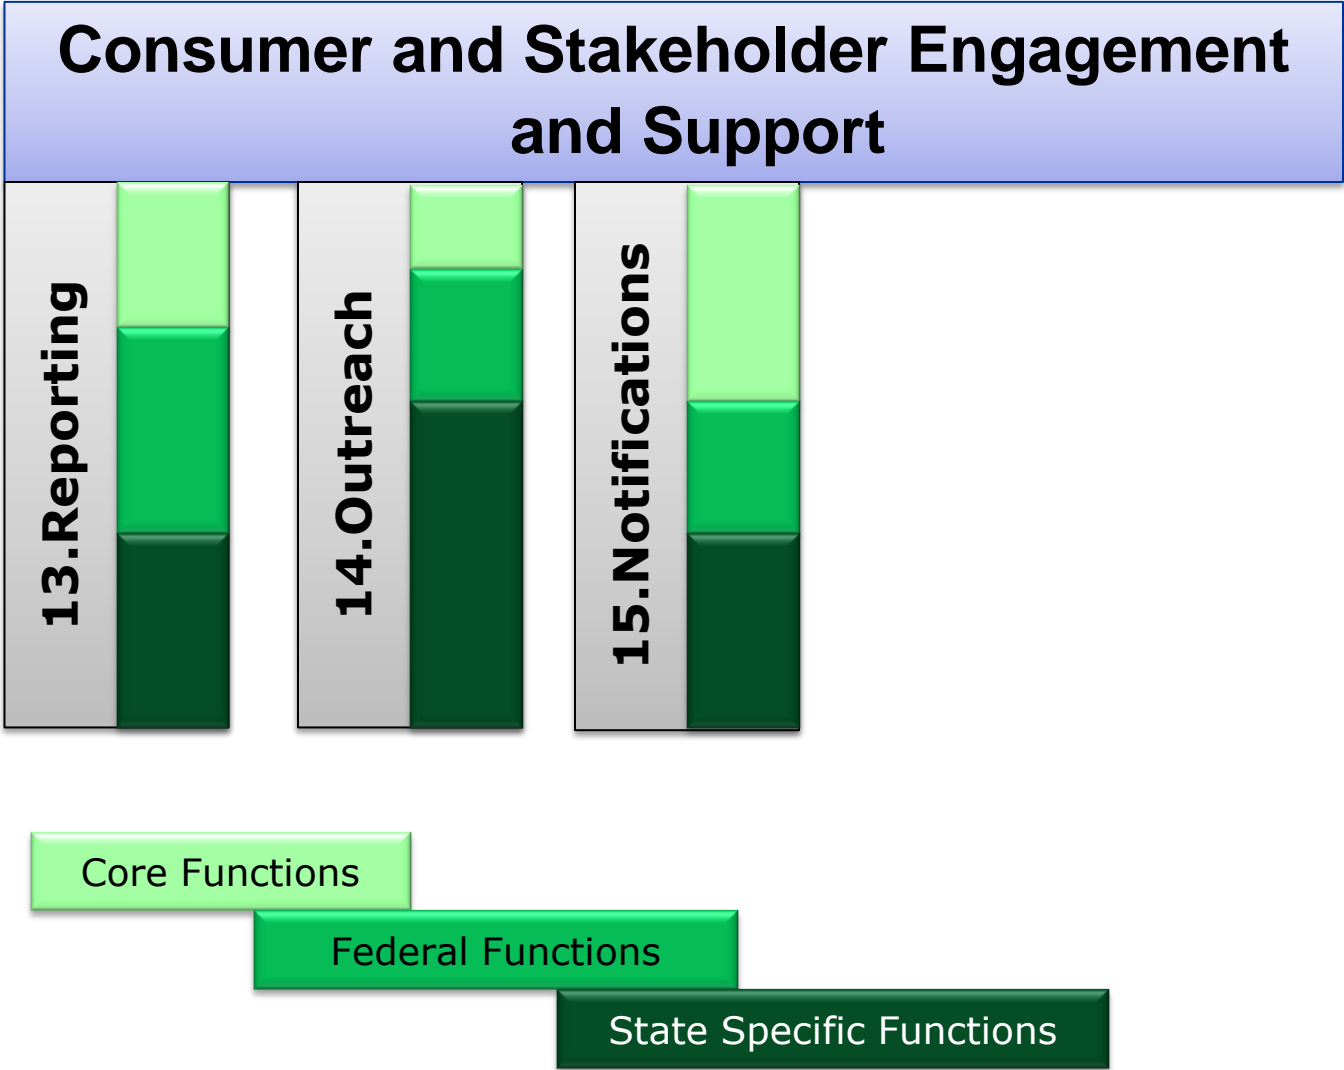 Consumer and Stakeholder Engagement
and Support
13.Reporting
14.Outreach
15.Notifications
Core Functions
Federal Functions
State Specific Functions